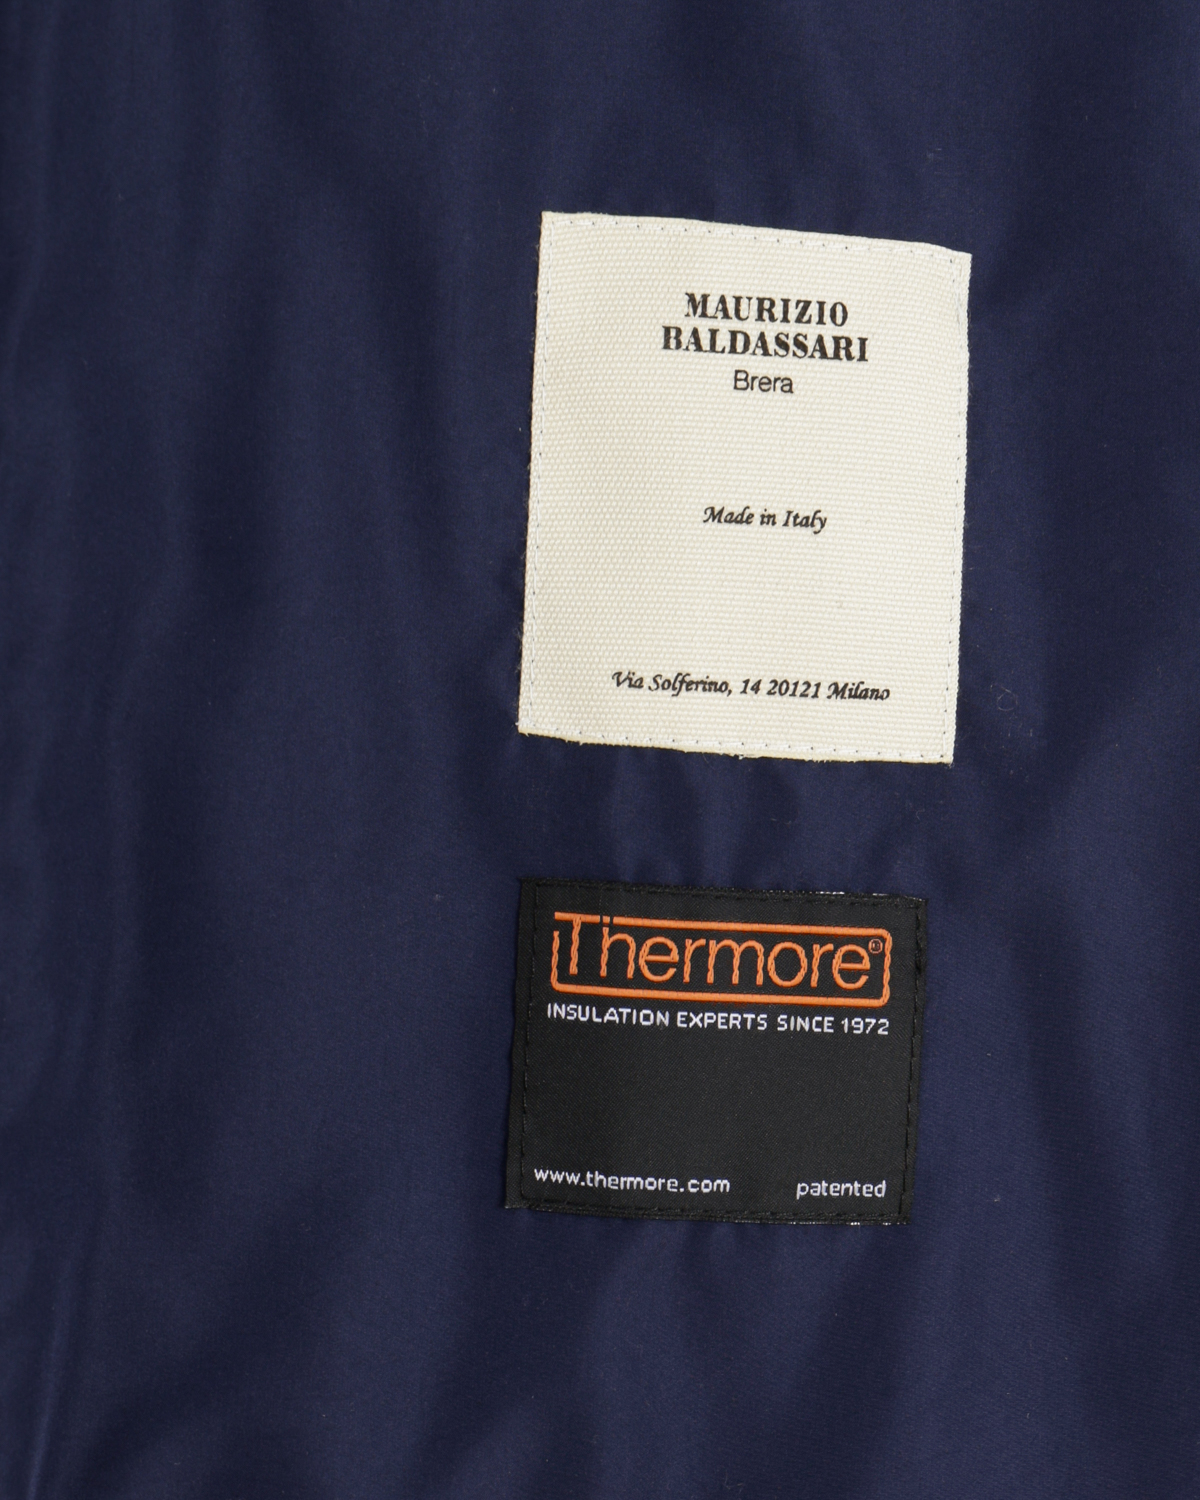 MAURIZIO
BALDASSARI
Brera
Made in Italy
Via Solferino, 14 20121 Milano
Thermore®
INSULATION EXPERTS SINCE 1972
www.thermore.com patented